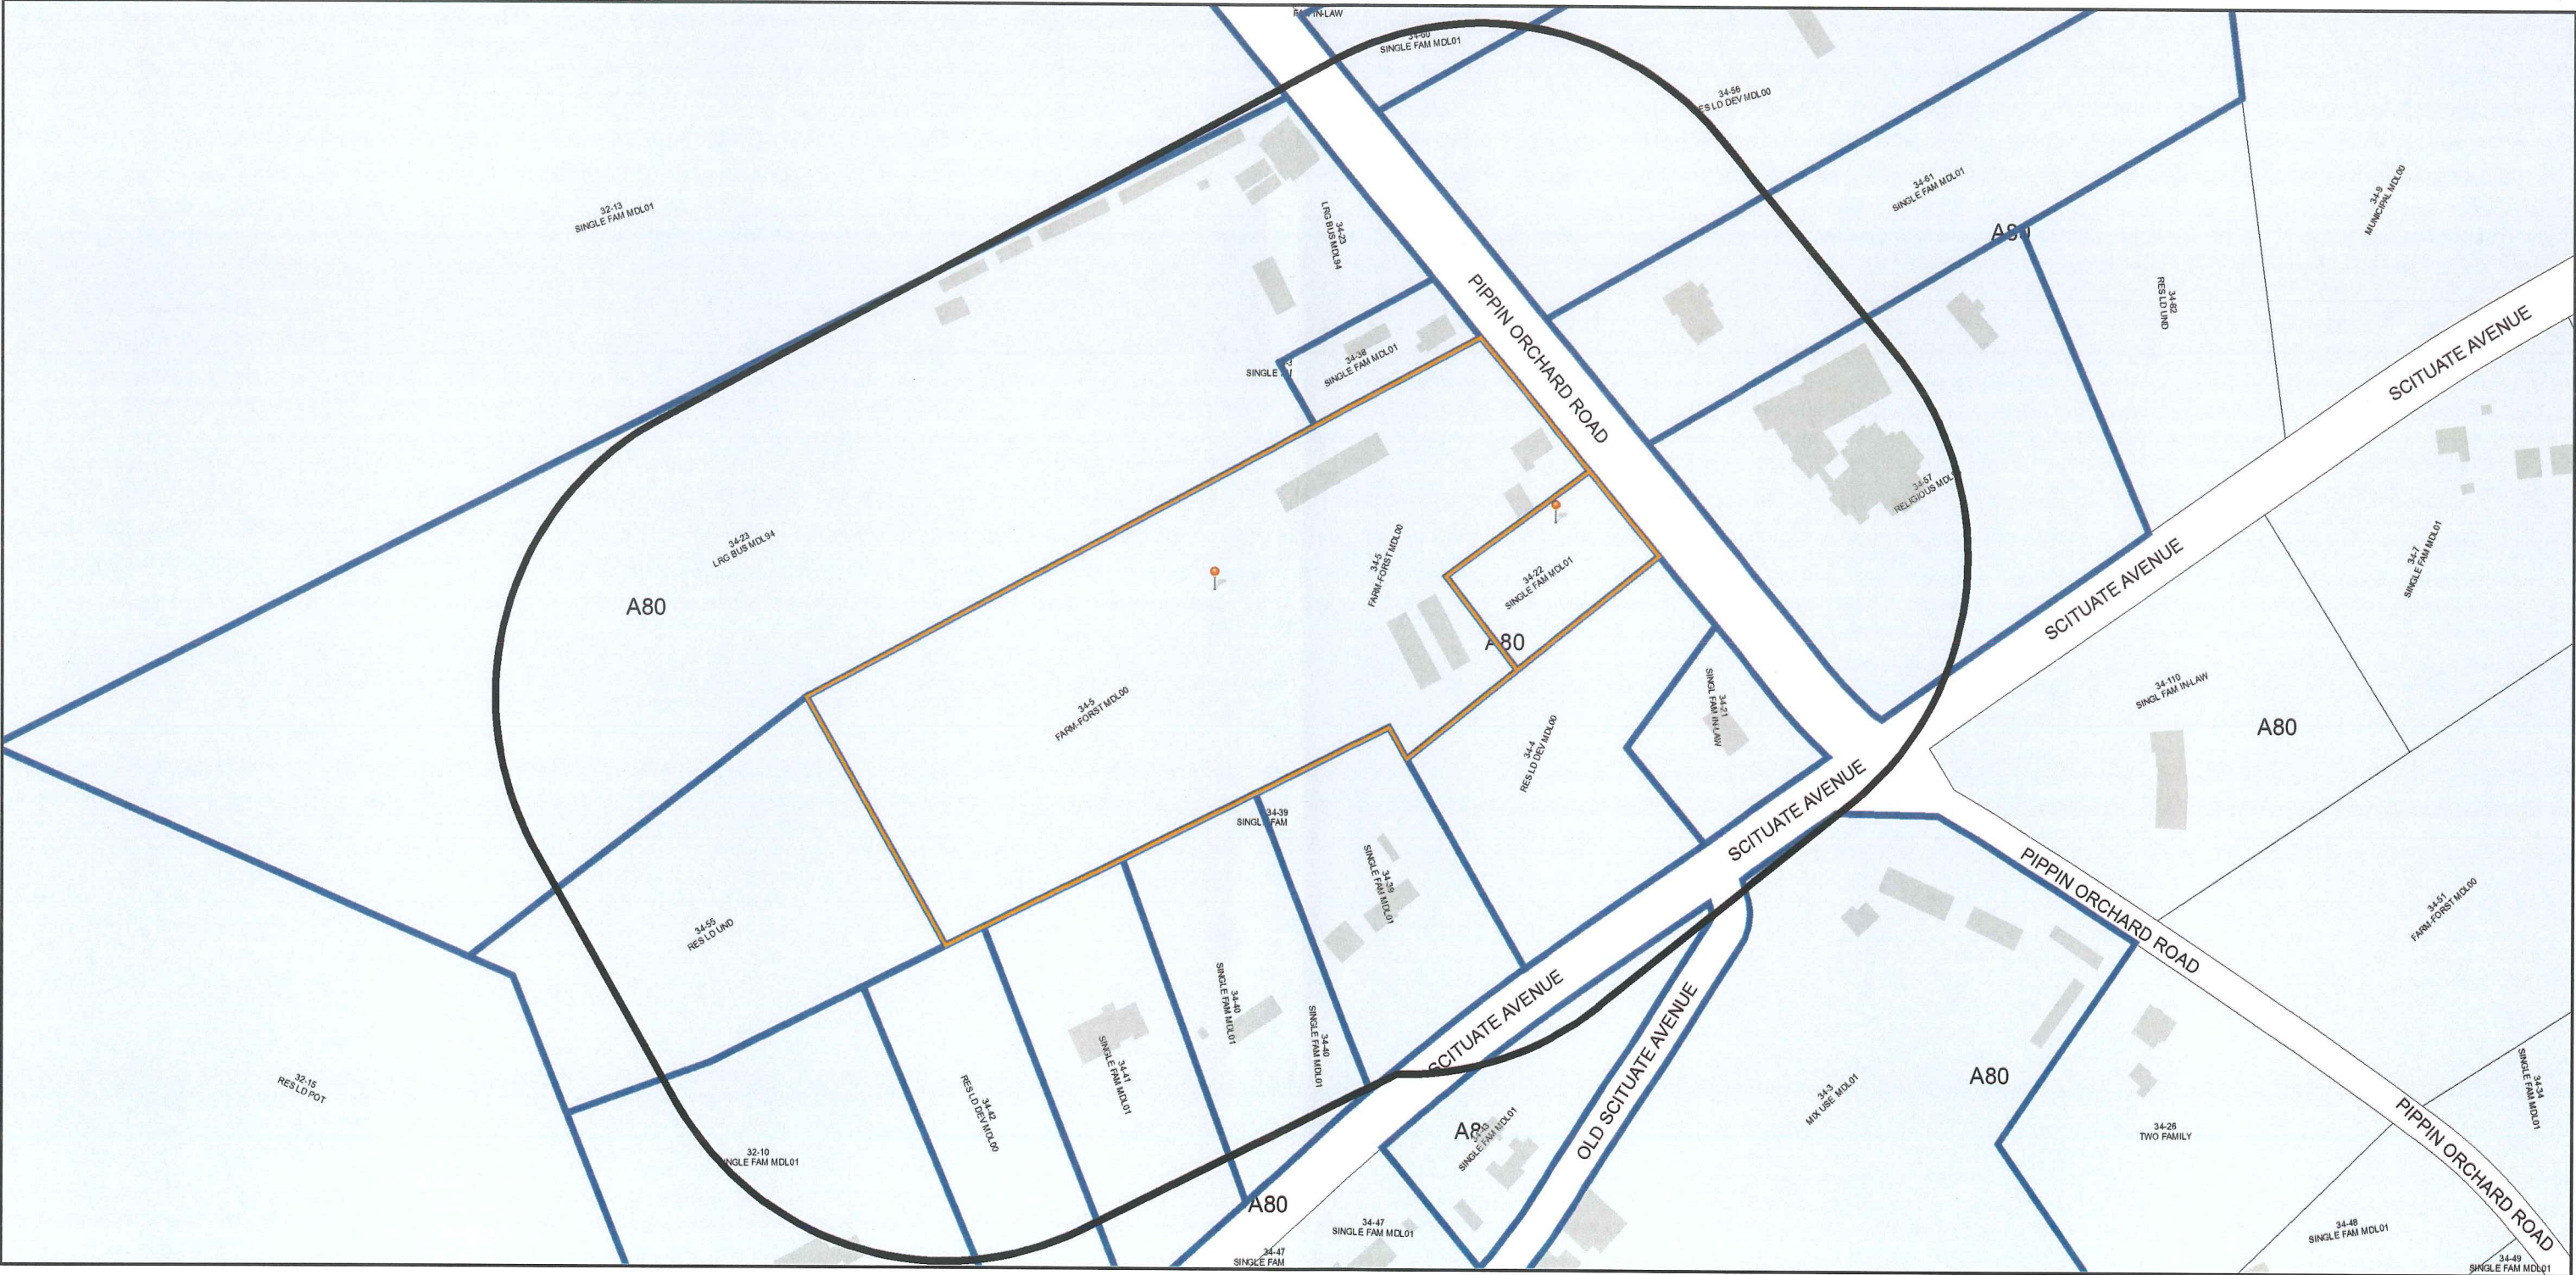 IN-LAW
34-60
SINGLE FAM MDL01
34-56
RES LD DEV MDL00
34-61
SINGLE FAM MDL01
34-9
MUNICIPAL MDL00
32-13
SINGLE FAM MDL01
34-23
LRG BUS MDL94
A80
34-82
RES LD UND
PIPPIN ORCHARD ROAD
SCITUATE AVENUE
34-38
SINGLE FAM MDL01
SINGLE
34-57
RELIGIOUS MDL
34-23
LRG BUS MDL94
34-5
FARM-FORST MDL00
34-22
SINGLE FAM MDL01
34-7
SINGLE FAM MDL01
A80
SCITUATE AVENUE
A80
34-5
FARM-FORST MDL00
34-21
SINGL FAM IN-LAW
34-110
SINGL FAM IN-LAW
A80
34-4
RES LD DEV MDL00
34-39
SINGL FAM
SCITUATE AVENUE
34-39
SINGLE FAM MDL01
PIPPIN ORCHARD ROAD
34-51
FARM-FORST MDL00
34-55
RES LD UND
34-40
SINGLE FAM MDL01
34-40
SINGLE FAM MDL01
SCITUATE AVENUE
OLD SCITUATE AVENUE
32-15
RES LD POT
34-41
SINGLE FAM MDL01
34-42
RES LD DEV MDL00
34-3
MIX USE MDL01
A80
34-26
TWO FAMILY
34-34
SINGLE FAM MDL01
PIPPIN ORCHARD ROAD
32-10
SINGLE FAM MDL01
A8
34-33
SINGLE FAM MDL01
A80
34-47
SINGLE FAM MDL01
34-47
SINGLE FAM
34-48
SINGLE FAM MDL01
34-49
SINGLE FAM MDL01